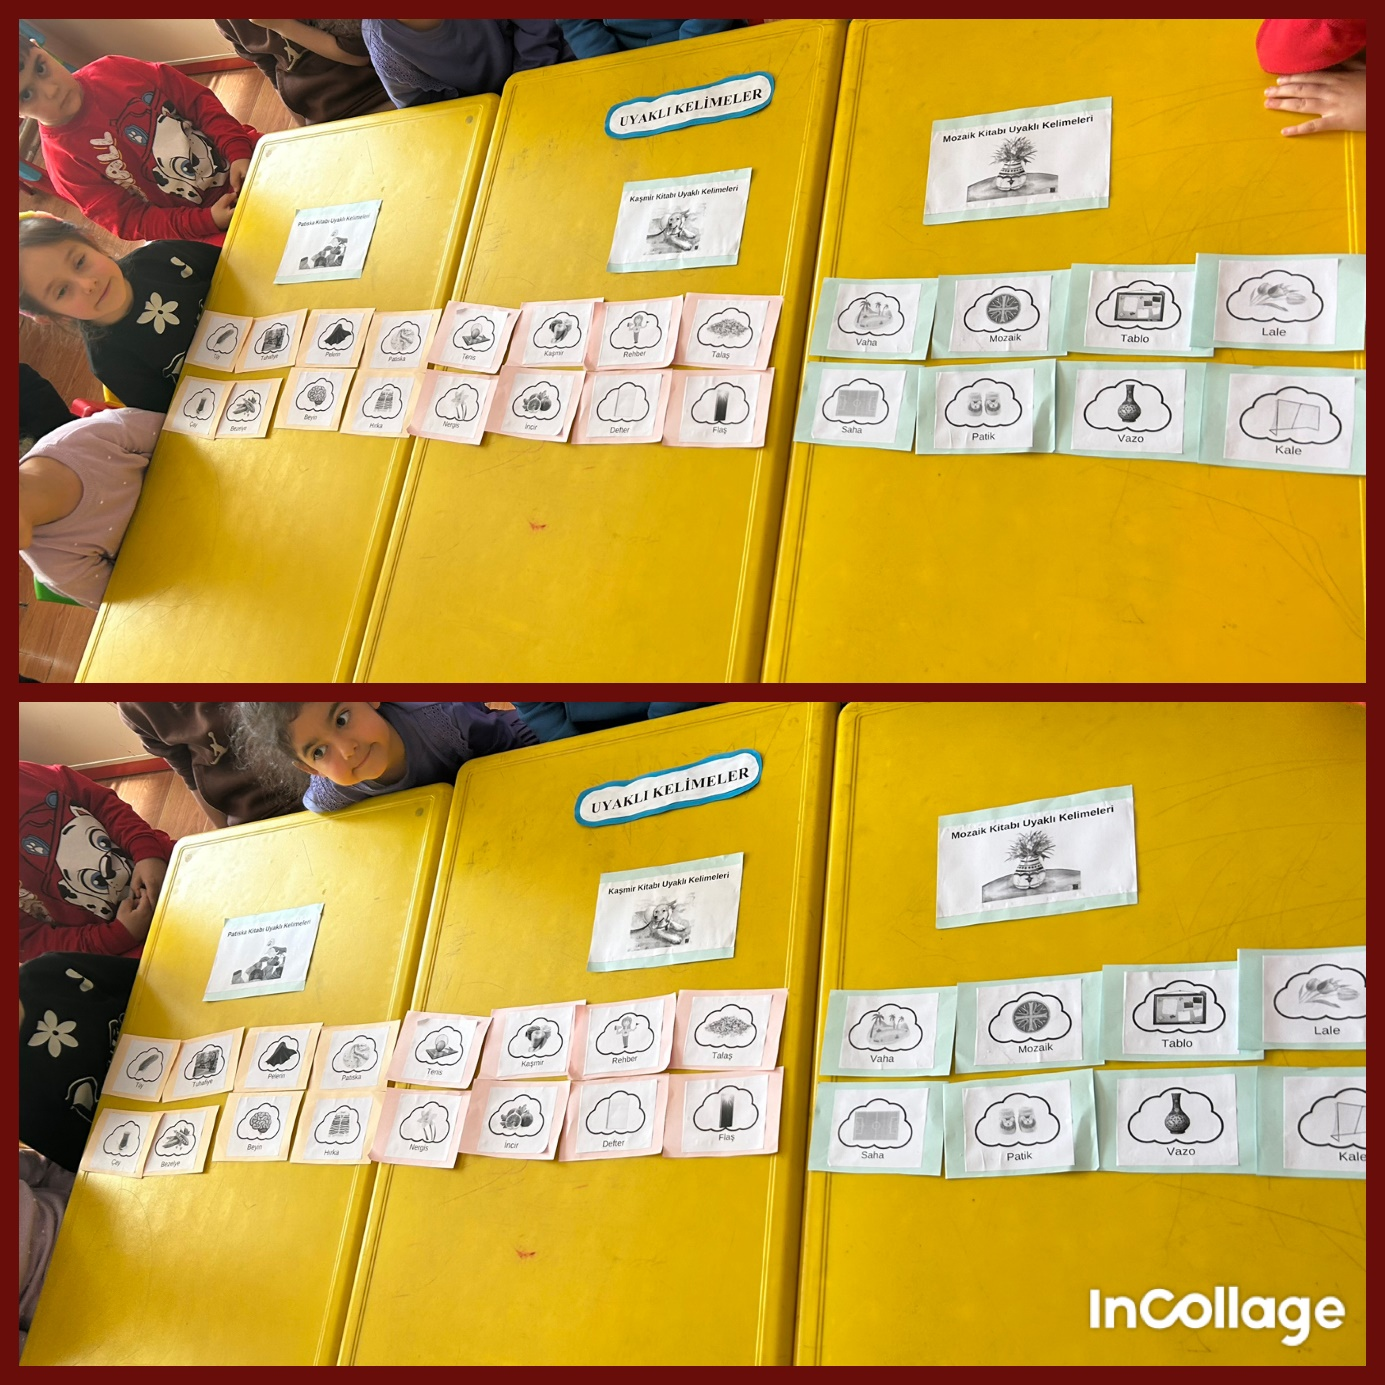 UYAKLI KELİMELER
Patiska Kitabı Uyaklı Kelimeleri
Kaşmir Kitabı Uyaklı Kelimeleri
Mozaik Kitabı Uyaklı Kelimeleri
Tüy
Tuhafiye
Pelerin
Patiska
Tenis
Kaşmir
Rehber
Talaş
Vaha
Mozaik
Tablo
Lale
Çay
Bezelye
Beyin
Hırka
Nergis
İncir
Defter
Flaş
Saha
Patik
Vazo
Kale
UYAKLI KELİMELER
Patiska Kitabı Uyaklı Kelimeleri
Kaşmir Kitabı Uyaklı Kelimeleri
Mozaik Kitabı Uyaklı Kelimeleri
Tüy
Tuhafiye
Pelerin
Patiska
Tenis
Kaşmir
Rehber
Talaş
Vaha
Mozaik
Tablo
Lale
Çay
Bezelye
Beyin
Hırka
Nergis
İncir
Defter
Flaş
Saha
Patik
Vazo
Kale
InCollage